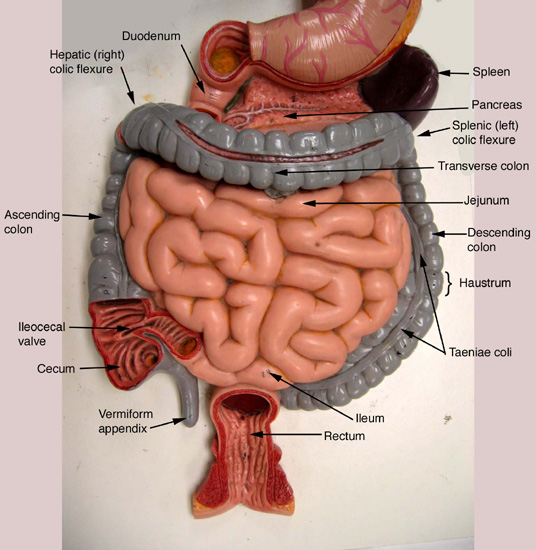 Duodenum
Hepatic (right)
colic flexure
Spleen
Pancreas
Splenic (left)
colic flexure
Transverse colon
Jejunum
Ascending
colon
Descending
colon
Haustrum
Ileocecal
valve
Taeniae coli
Cecum
Vermiform
appendix
Ileum
Rectum